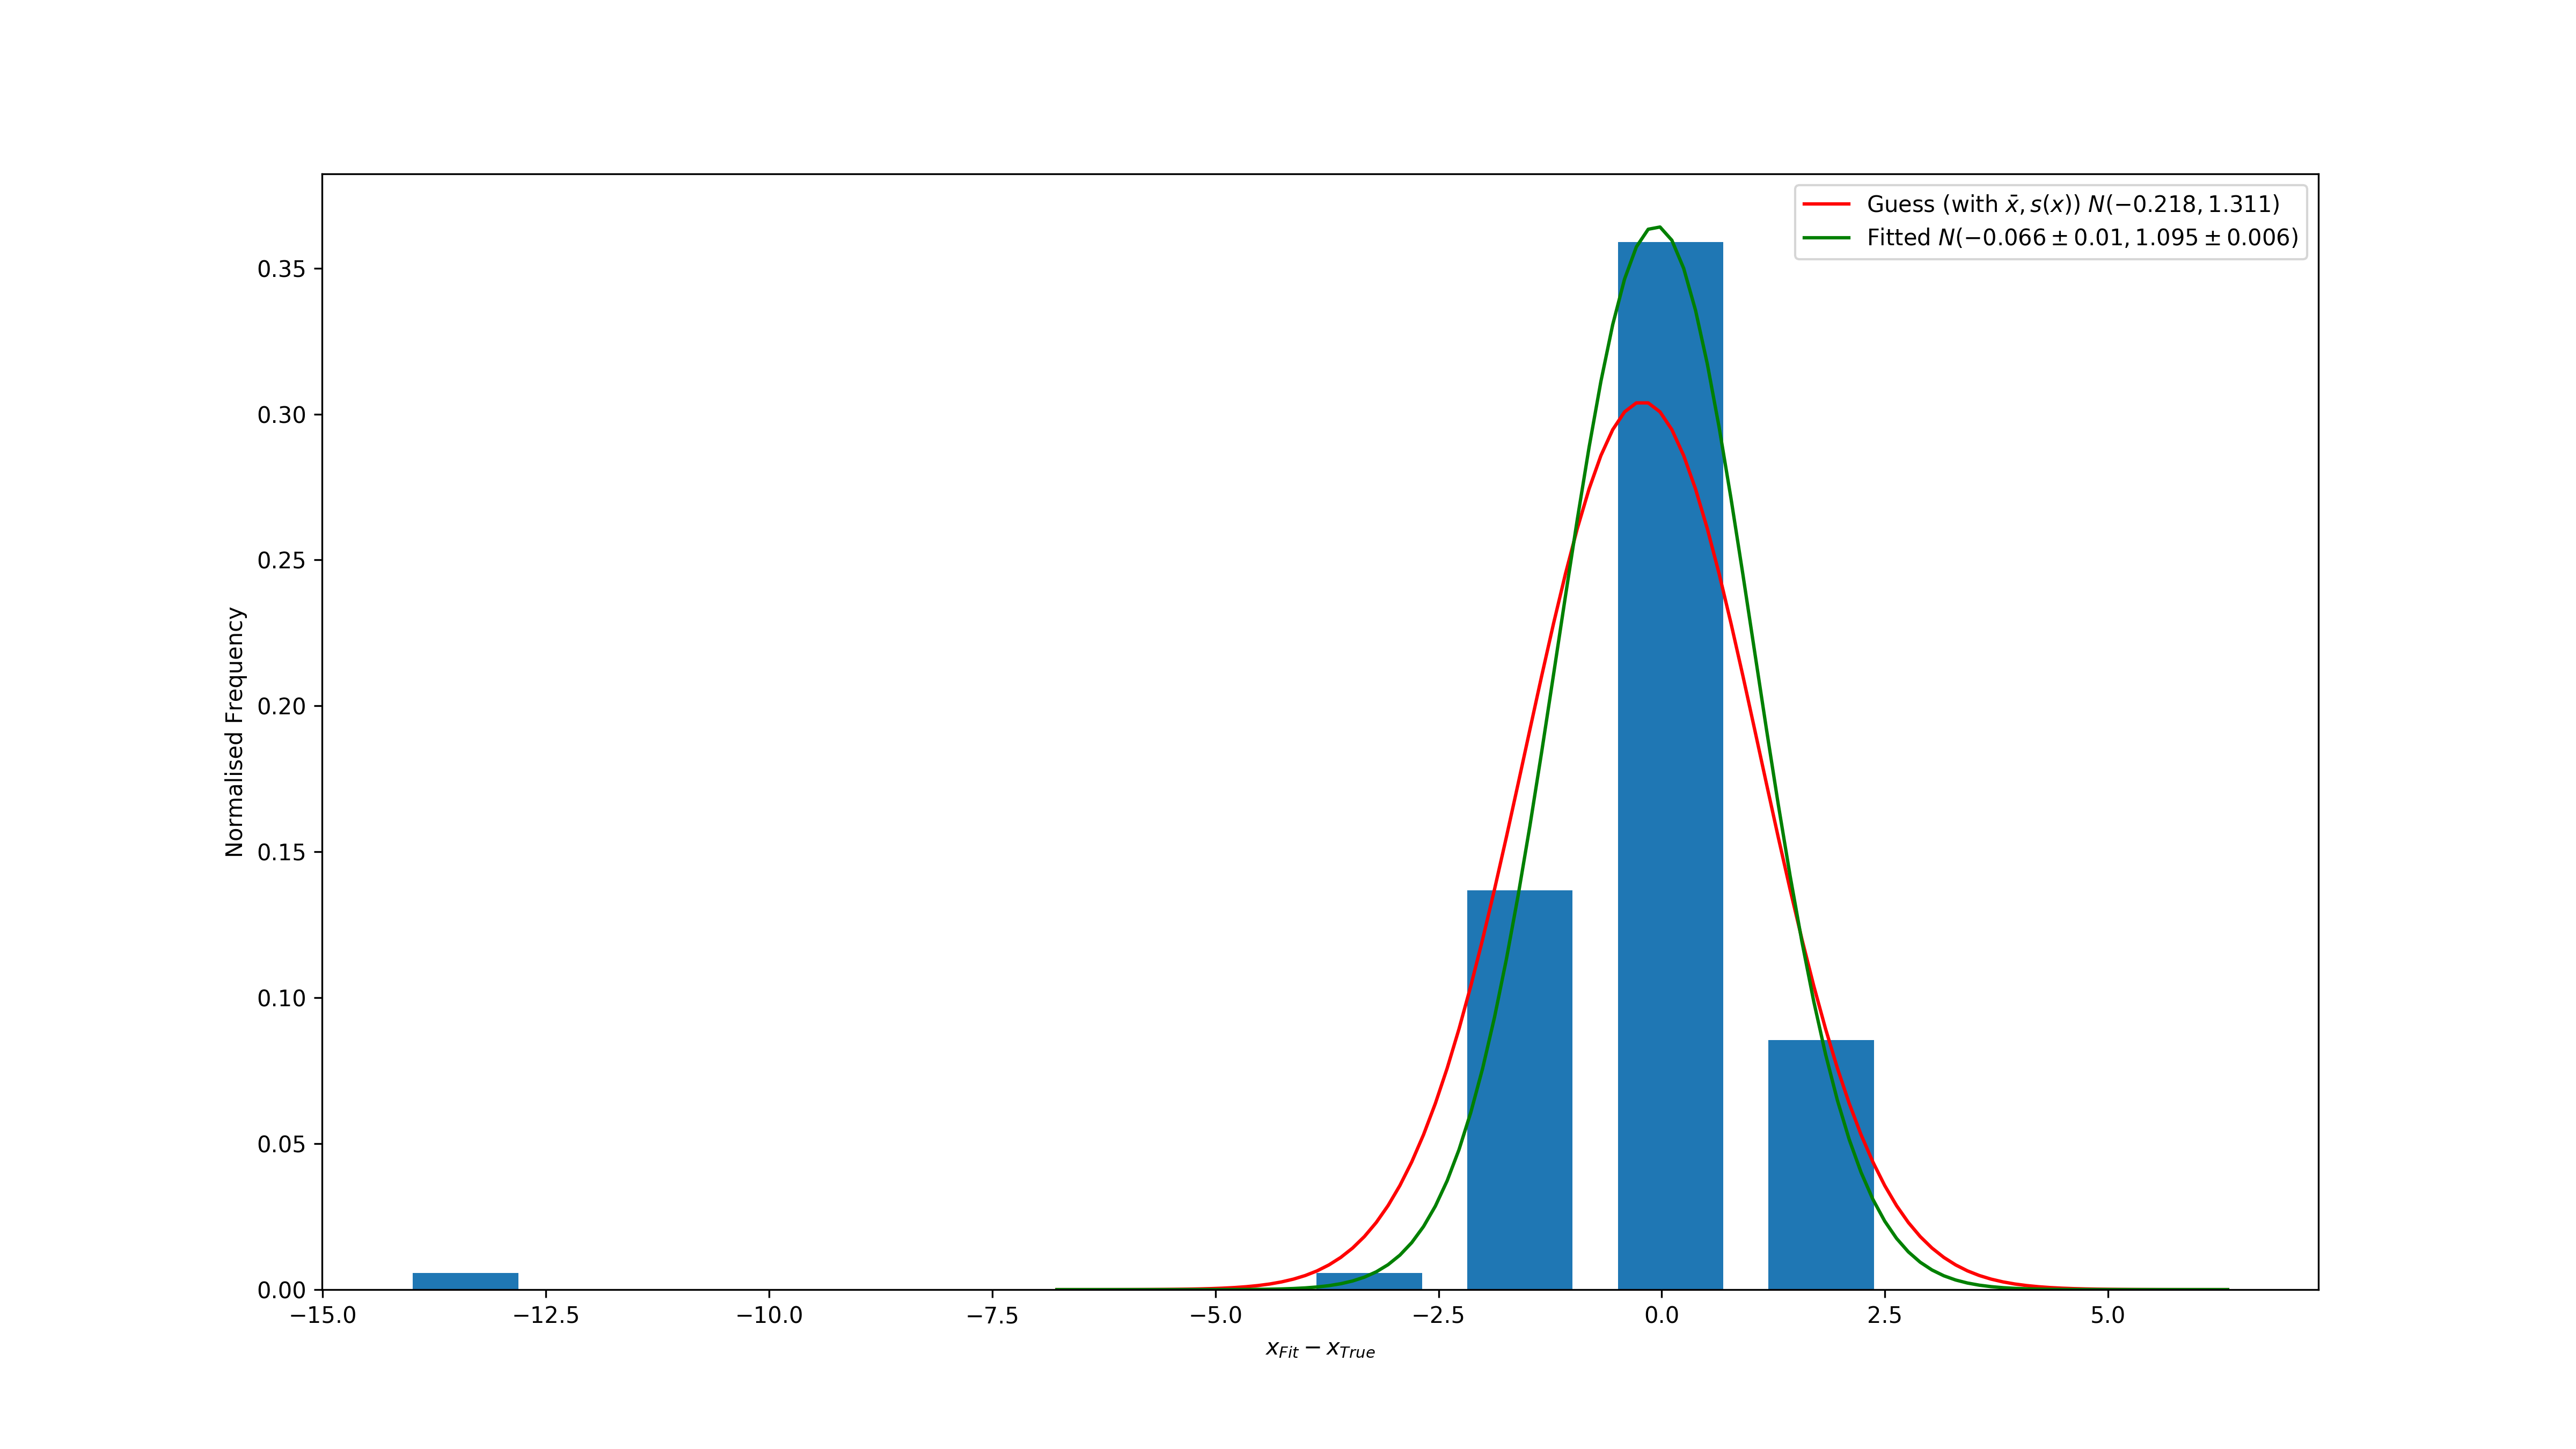 Guess (with x̄, s(x)) N(−0.218, 1.311)
Fitted N(−0.066 ± 0.01, 1.095 ± 0.006)
Normalised Frequency
0.35
0.30
0.25
0.20
0.15
0.10
0.05
0.00
−15.0 −12.5 −10.0 −7.5 −5.0 −2.5 0.0 2.5 5.0
x_Fit − x_True